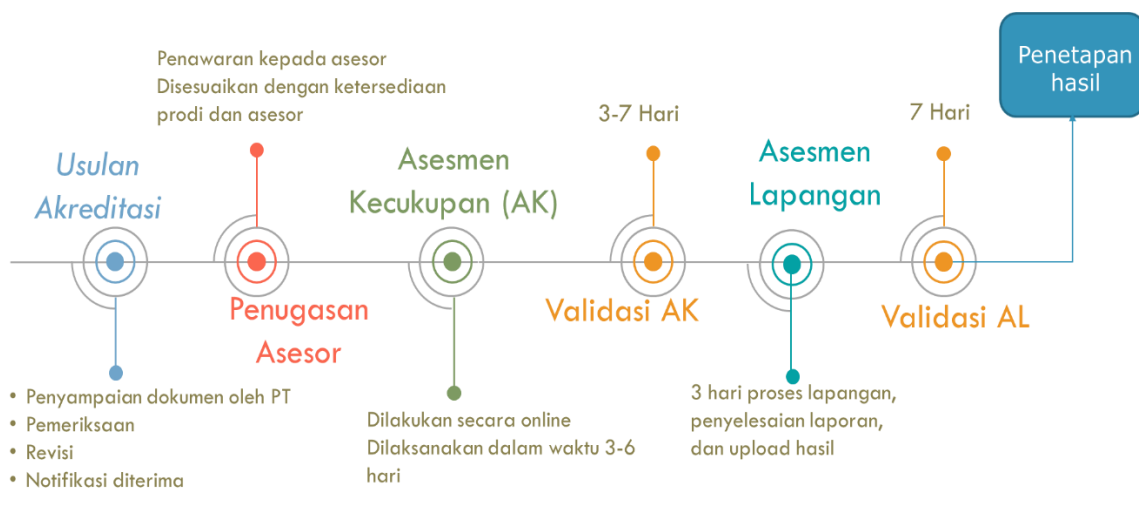 Usulan
Akreditasi
• Penyampaian dokumen oleh PT
• Pemeriksaan
• Revisi
• Notifikasi diterima
Penawaran kepada asesor
Disesuaikan dengan ketersediaan
prodi dan asesor
Penugasan
Asesor
Asesmen
Kecukupan (AK)
Dilakukan secara online
Dilaksanakan dalam waktu 3-6
hari
3-7 Hari
Validasi AK
Asesmen
Lapangan
3 hari proses lapangan,
penyelesaian laporan,
dan upload hasil
7 Hari
Validasi AL
Penetapan
hasil